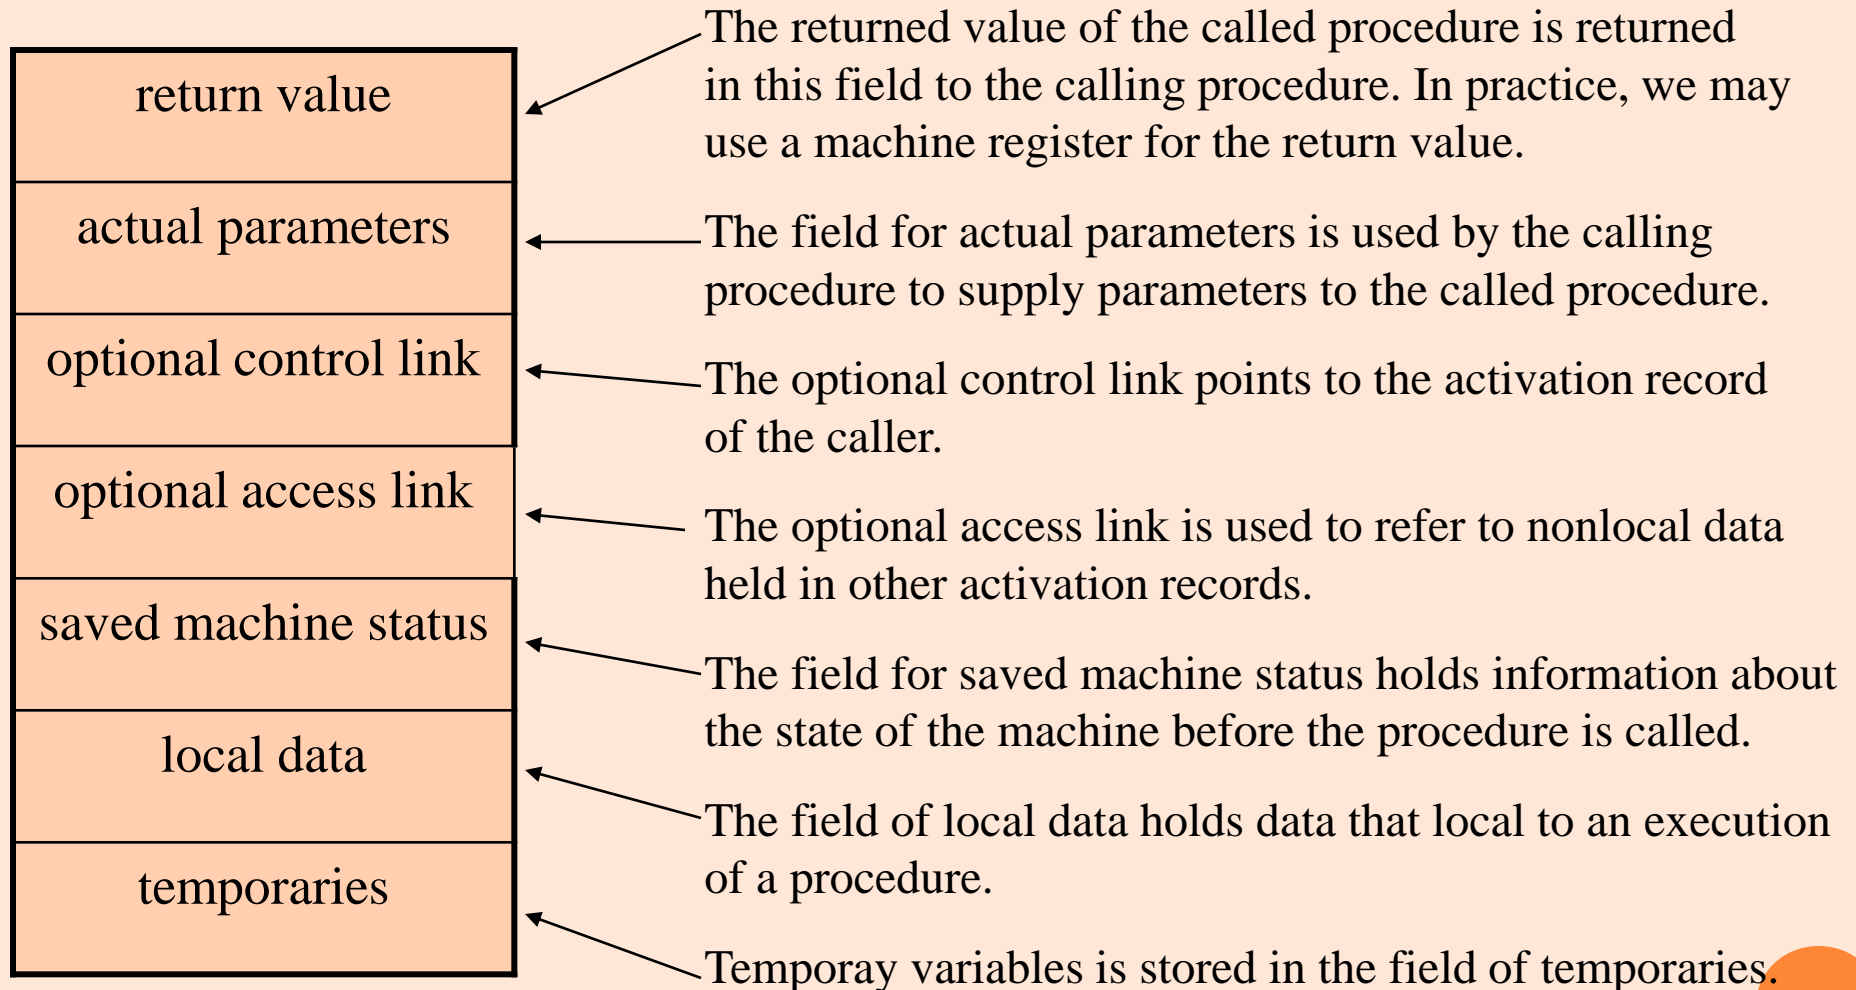 return value
The returned value of the called procedure is returned
in this field to the calling procedure. In practice, we may
use a machine register for the return value.
actual parameters
The field for actual parameters is used by the calling
procedure to supply parameters to the called procedure.
optional control link
The optional control link points to the activation record
of the caller.
optional access link
The optional access link is used to refer to nonlocal data
held in other activation records.
saved machine status
The field for saved machine status holds information about
the state of the machine before the procedure is called.
local data
The field of local data holds data that local to an execution
of a procedure.
temporaries
Temporay variables is stored in the field of temporaries.